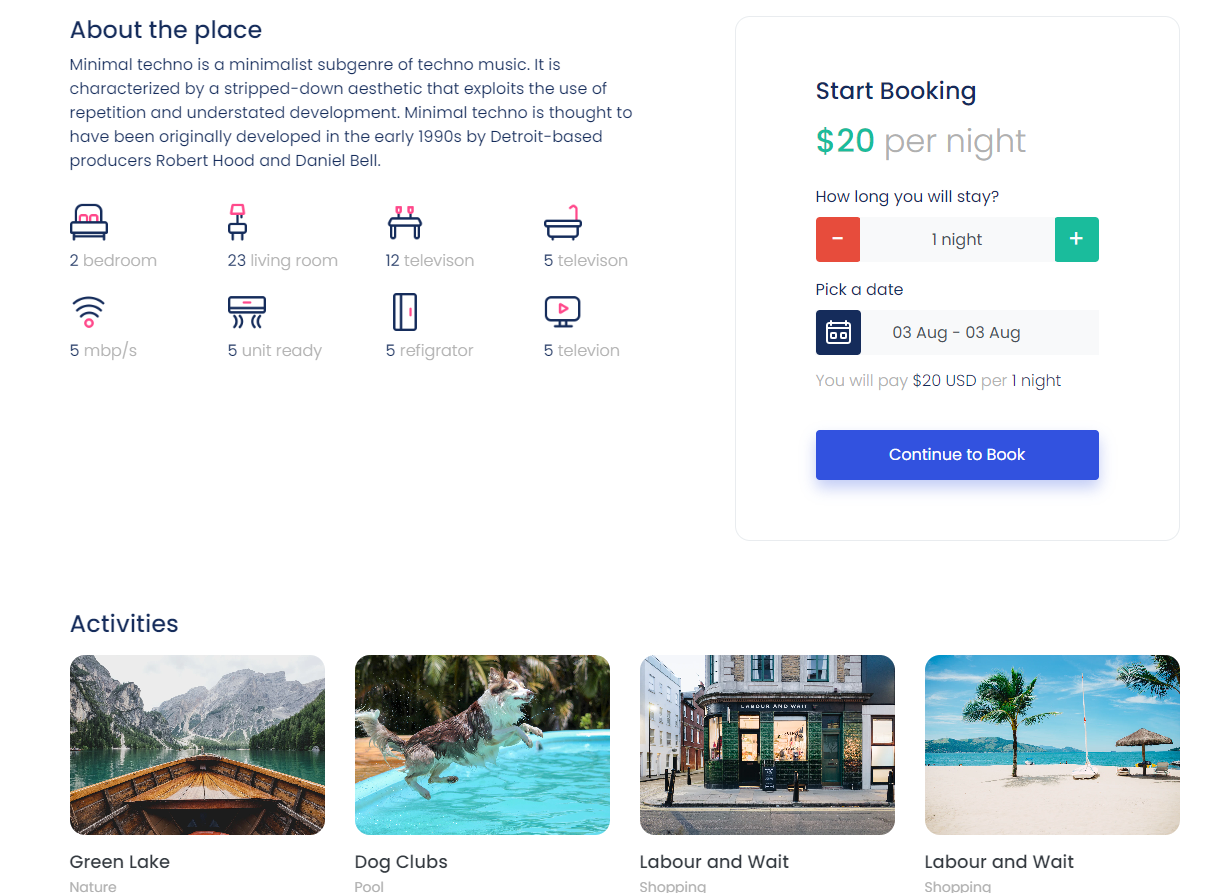 About the place
Minimal techno is a minimalist subgenre of techno music. It is
characterized by a stripped-down aesthetic that exploits the use of
repetition and understated development. Minimal techno is thought to
have been originally developed in the early 1990s by Detroit-based
producers Robert Hood and Daniel Bell.
2 bedroom
23 living room
12 televison
5 televison
5 mbp/s
5 unit ready
5 refigrator
5 televion
Start Booking
$20 per night
How long you will stay?
- 1 night +
Pick a date
03 Aug - 03 Aug
You will pay $20 USD per 1 night
Continue to Book
Activities
LABOUR AND WAIT
Green Lake
Nature
Dog Clubs
Pool
Labour and Wait
Shopping
Labour and Wait
Shopping